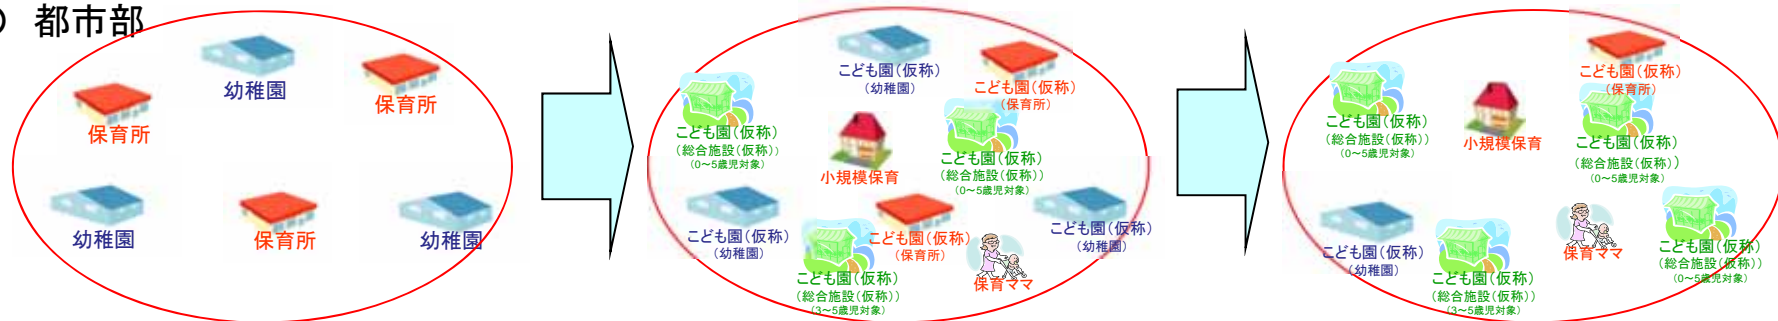 都市部
幼稚園
保育所
保育所
幼稚園
保育所
幼稚園
こども園(仮称)
(幼稚園)
こども園(仮称)
(保育所)
こども園(仮称)
(総合施設(仮称))
(0~5歳児対象)
こども園(仮称)
(総合施設(仮称))
(0~5歳児対象)
小規模保育
こども園(仮称)
(幼稚園)
こども園(仮称)
(保育所)
こども園(仮称)
(幼稚園)
こども園(仮称)
(総合施設(仮称))
(3~5歳児対象)
保育ママ
こども園(仮称)
(保育所)
こども園(仮称)
(総合施設(仮称))
(0~5歳児対象)
小規模保育
こども園(仮称)
(総合施設(仮称))
(0~5歳児対象)
こども園(仮称)
(幼稚園)
こども園(仮称)
(総合施設(仮称))
(3~5歳児対象)
保育ママ
こども園(仮称)
(総合施設(仮称))
(0~5歳児対象)